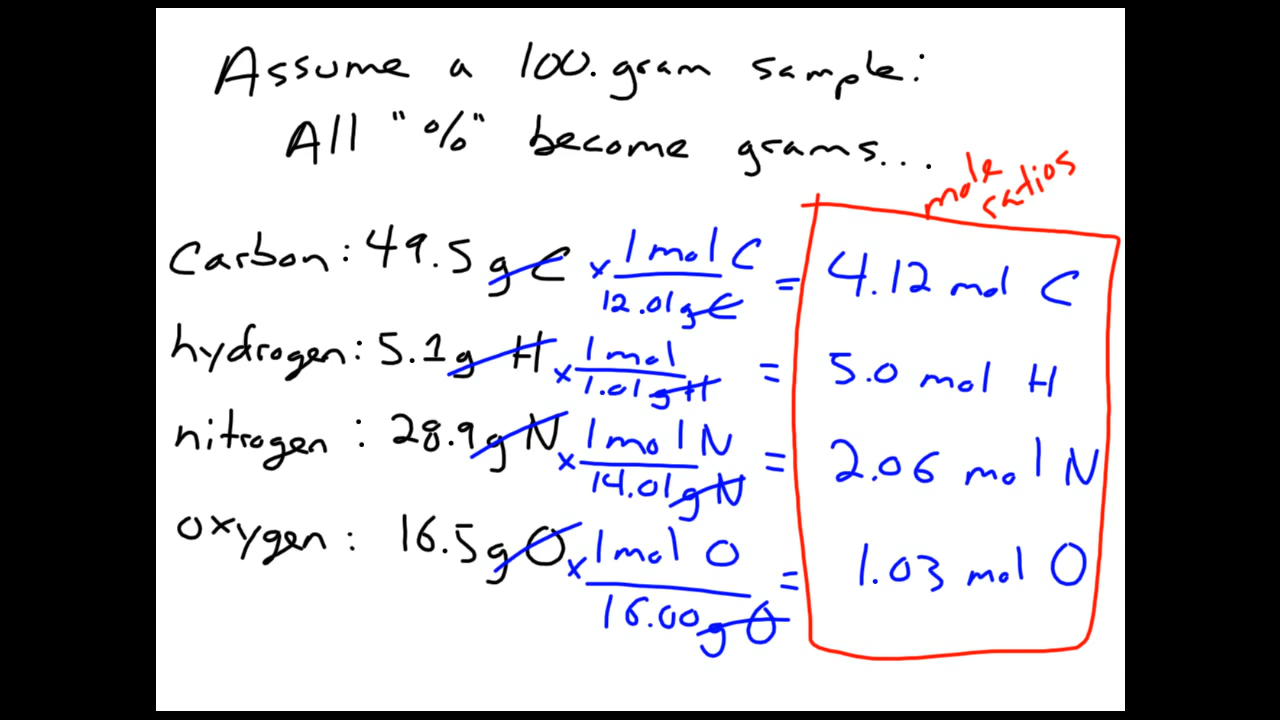 Assume a 100. gram sample:
All "%" become grams...
mole ratios
Carbon: 49.5 g C × 1 mol C / 12.01 g C = 4.12 mol C
hydrogen: 5.1 g H × 1 mol / 1.01 g H = 5.0 mol H
nitrogen: 28.9 g N × 1 mol N / 14.01 g N = 2.06 mol N
oxygen: 16.5 g O × 1 mol O / 16.00 g O = 1.03 mol O